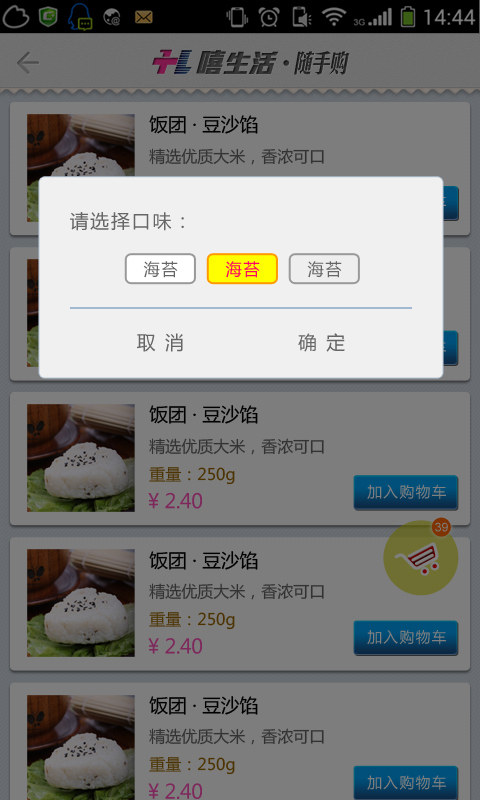 3G 14:44
嘻生活·随手购
饭团·豆沙馅
精选优质大米，香浓可口
车
请选择口味：
海苔 海苔 海苔
取消 确定
车
饭团·豆沙馅
精选优质大米，香浓可口
重量：250g
¥ 2.40
加入购物车
39
饭团·豆沙馅
精选优质大米，香浓可口
重量：250g
¥ 2.40
加入购物车
饭团·豆沙馅
精选优质大米，香浓可口
重量：250g
¥ 2.40
加入购物车